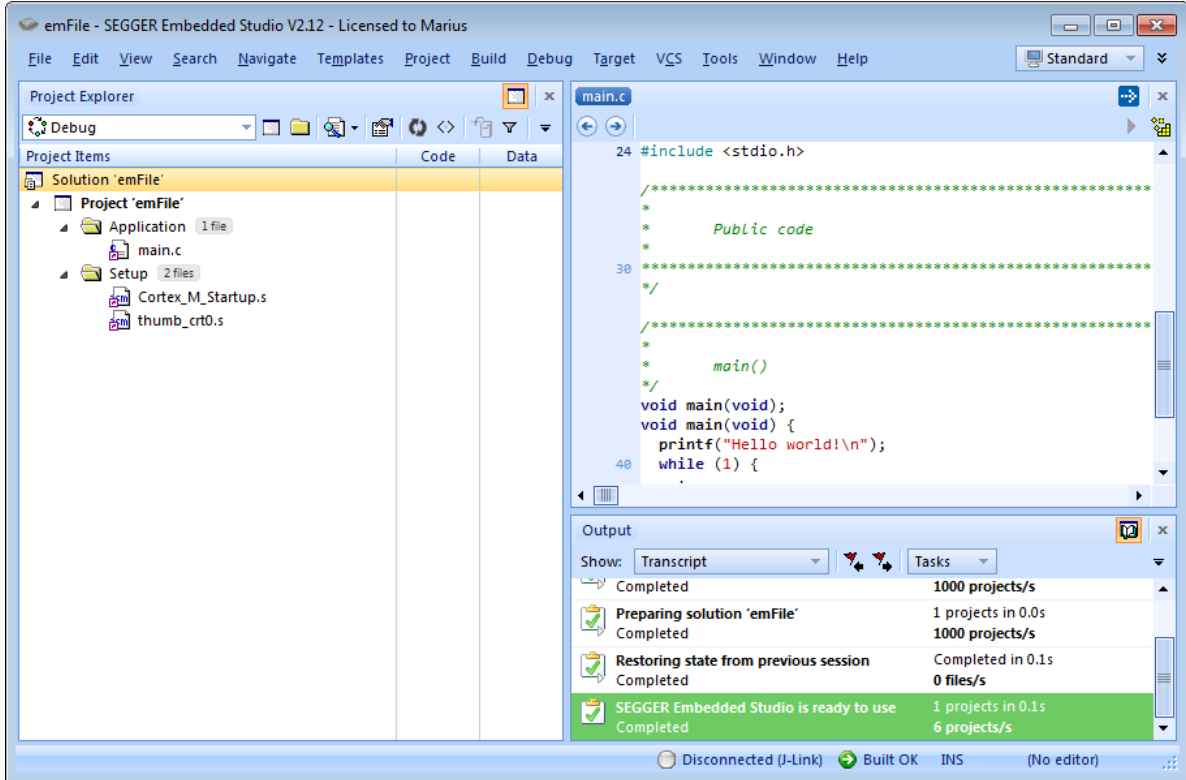 emFile - SEGGER Embedded Studio V2.12 - Licensed to Marius
File Edit View Search Navigate Templates Project Build Debug Target VCS Tools Window Help Standard
Project Explorer
Debug
Project Items Code Data
Solution 'emFile'
Project 'emFile'
Application 1 file
main.c
Setup 2 files
Cortex_M_Startup.s
thumb_crt0.s
main.c
24 #include <stdio.h>
/*********************************************************
*
* Public code
*
30 **********************************************************
*/
/*********************************************************
*
* main()
*/
void main(void);
void main(void) {
printf("Hello world!\n");
40 while (1) {
Output
Show: Transcript Tasks
Completed 1000 projects/s
Preparing solution 'emFile' 1 projects in 0.0s
Completed 1000 projects/s
Restoring state from previous session Completed in 0.1s
Completed 0 files/s
SEGGER Embedded Studio is ready to use 1 projects in 0.1s
Completed 6 projects/s
Disconnected (J-Link) Built OK INS (No editor)